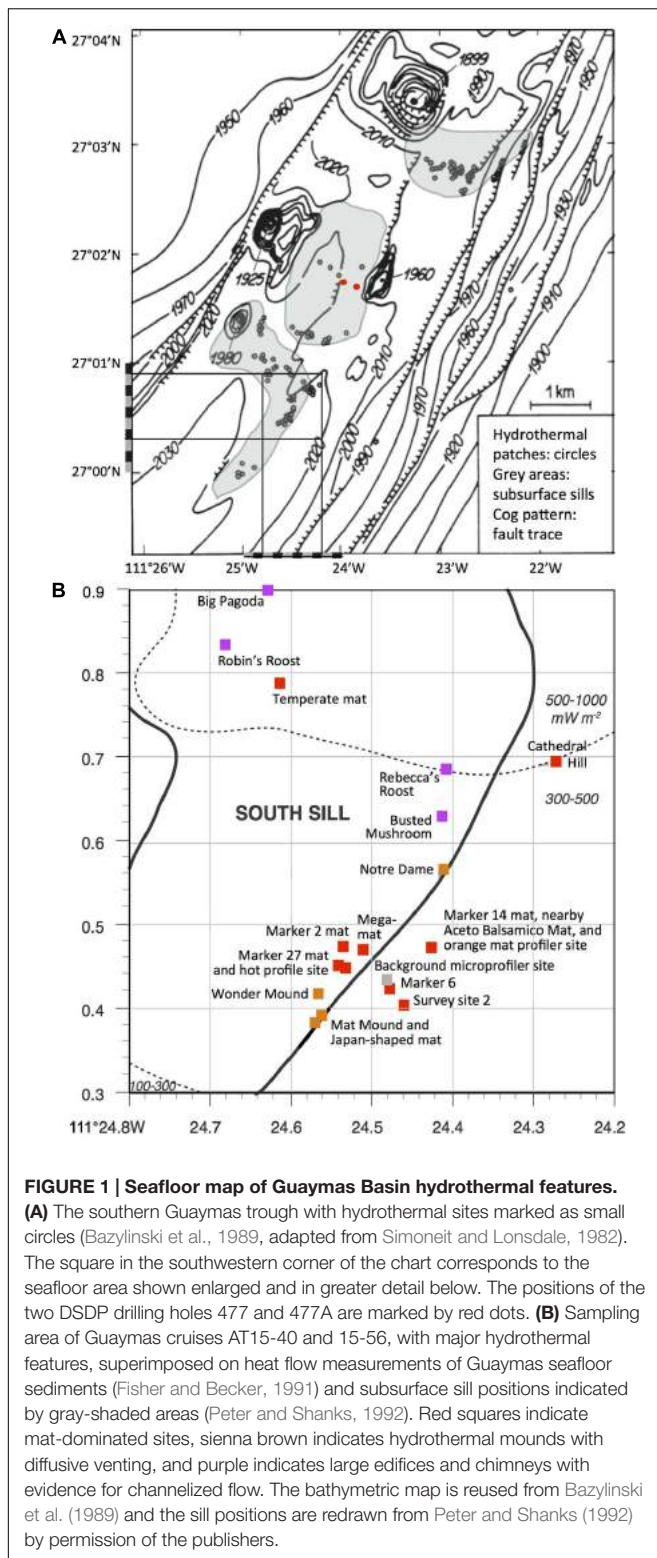 A
27°04'N
27°03'N
27°02'N
27°01'N
27°00'N
111°26'W
25'W
24'W
23'W
22'W
1950
1960
1970
2000
2020
2010
2020
1899
1990
2010
1970
1950
1960
1930
1910
1970
1960
1900
1925
1960
1980
2010
1970
1920
2030
2000
1990
1 km
Hydrothermal
patches: circles
Grey areas:
subsurface sills
Cog pattern:
fault trace
B
0.9
0.8
0.7
0.6
0.5
0.4
0.3
Big Pagoda
Robin's Roost
Temperate mat
500-1000
mW m-2
Cathedral
Hill
Rebecca's
Roost
300-500
SOUTH SILL
Busted
Mushroom
Notre Dame
Mega-
mat
Marker 2 mat
Marker 14 mat, nearby
Aceto Balsamico Mat, and
orange mat profiler site
Marker 27 mat
and hot profile site
Background microprofiler site
Marker 6
Wonder Mound
Survey site 2
Mat Mound and
Japan-shaped mat
100-300
111°24.8W
24.7
24.6
24.5
24.4
24.3
24.2
FIGURE 1 | Seafloor map of Guaymas Basin hydrothermal features.
(A) The southern Guaymas trough with hydrothermal sites marked as small
circles (Bazylinski et al., 1989, adapted from Simoneit and Lonsdale, 1982).
The square in the southwestern corner of the chart corresponds to the
seafloor area shown enlarged and in greater detail below. The positions of the
two DSDP drilling holes 477 and 477A are marked by red dots. (B) Sampling
area of Guaymas cruises AT15-40 and 15-56, with major hydrothermal
features, superimposed on heat flow measurements of Guaymas seafloor
sediments (Fisher and Becker, 1991) and subsurface sill positions indicated
by gray-shaded areas (Peter and Shanks, 1992). Red squares indicate
mat-dominated sites, sienna brown indicates hydrothermal mounds with
diffusive venting, and purple indicates large edifices and chimneys with
evidence for channelized flow. The bathymetric map is reused from Bazylinski
et al. (1989) and the sill positions are redrawn from Peter and Shanks (1992)
by permission of the publishers.